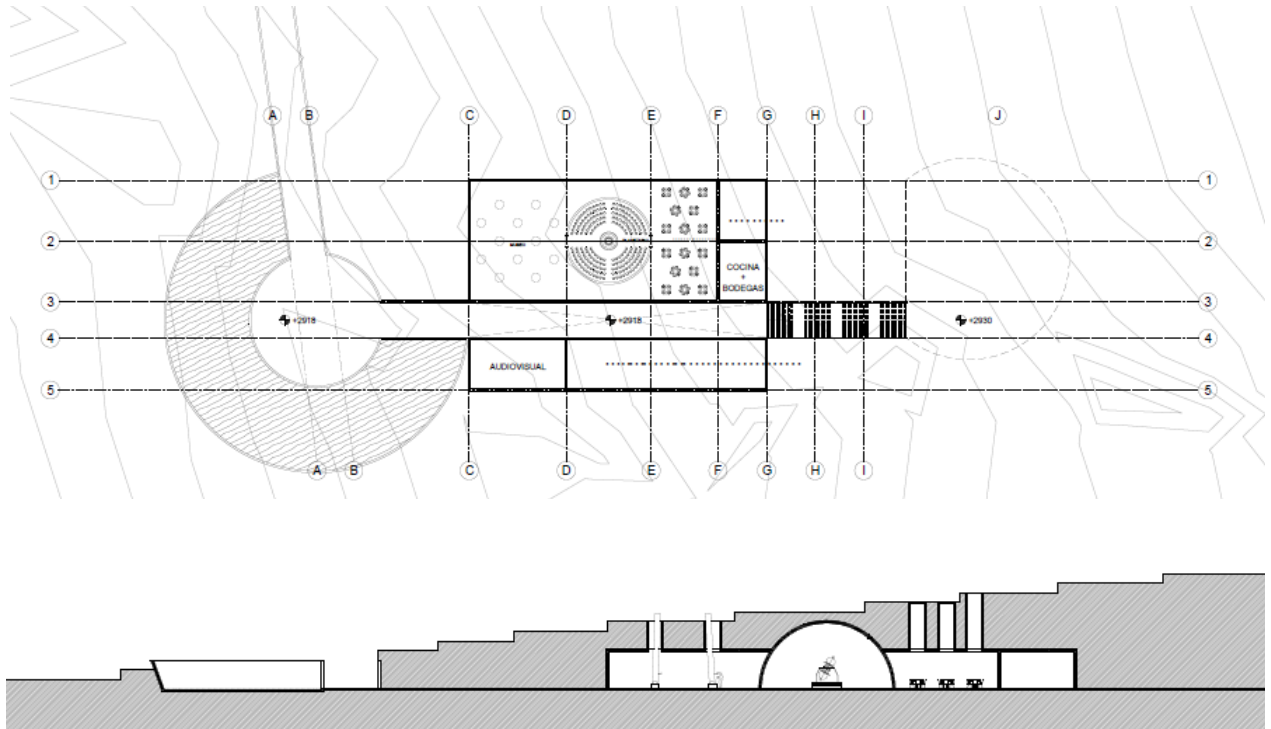 A B C D E F G H I J
1 1
2 2
COCINA
+
BODEGAS
3 3
+2918 +2918 +2930
4 4
AUDIOVISUAL
5 5
A B C D E F G H I